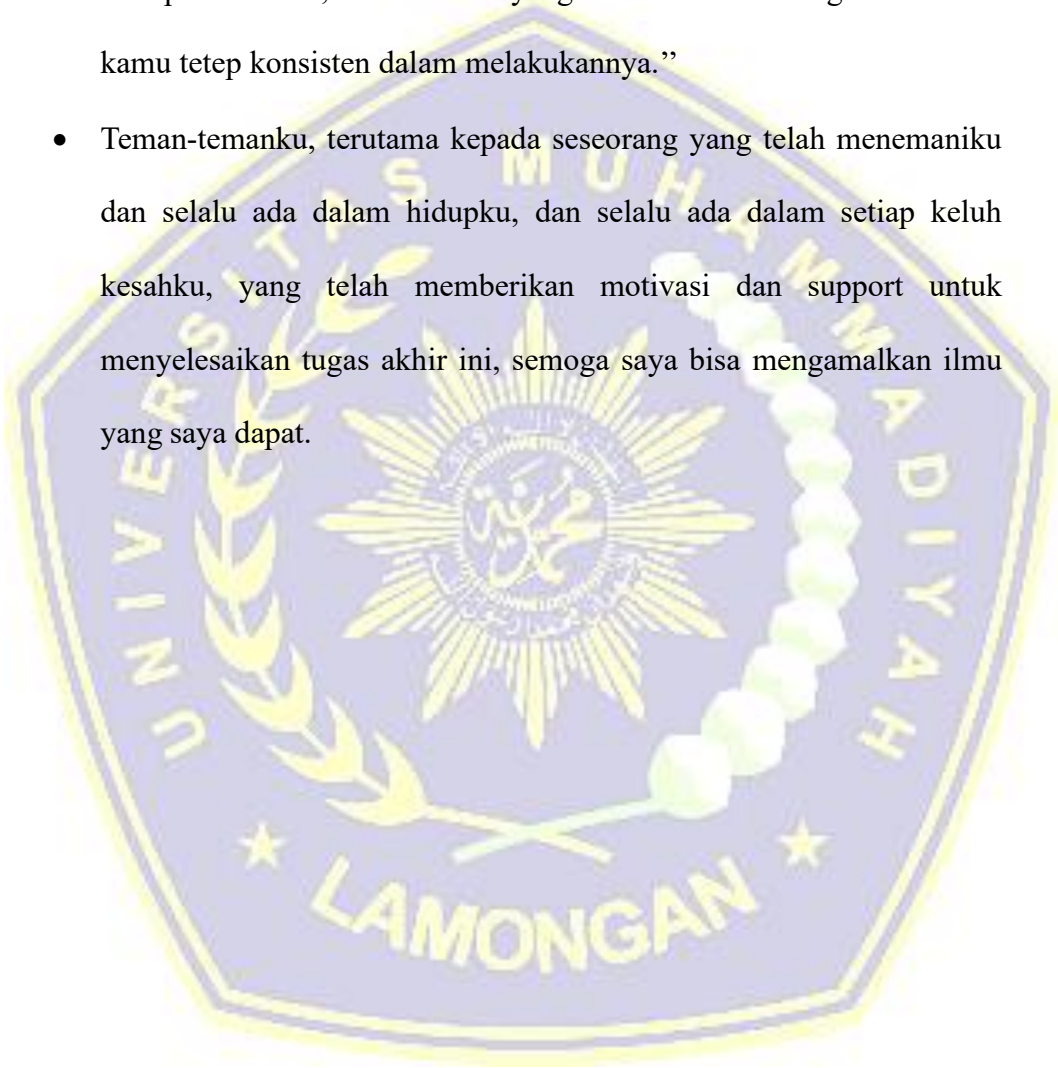 kamu tetep konsisten dalam melakukannya.”
• Teman-temanku, terutama kepada seseorang yang telah menemaniku
dan selalu ada dalam hidupku, dan selalu ada dalam setiap keluh
kesahku, yang telah memberikan motivasi dan support untuk
menyelesaikan tugas akhir ini, semoga saya bisa mengamalkan ilmu
yang saya dapat.
UNIVERSITAS MUHAMMADIYAH
LAMONGAN